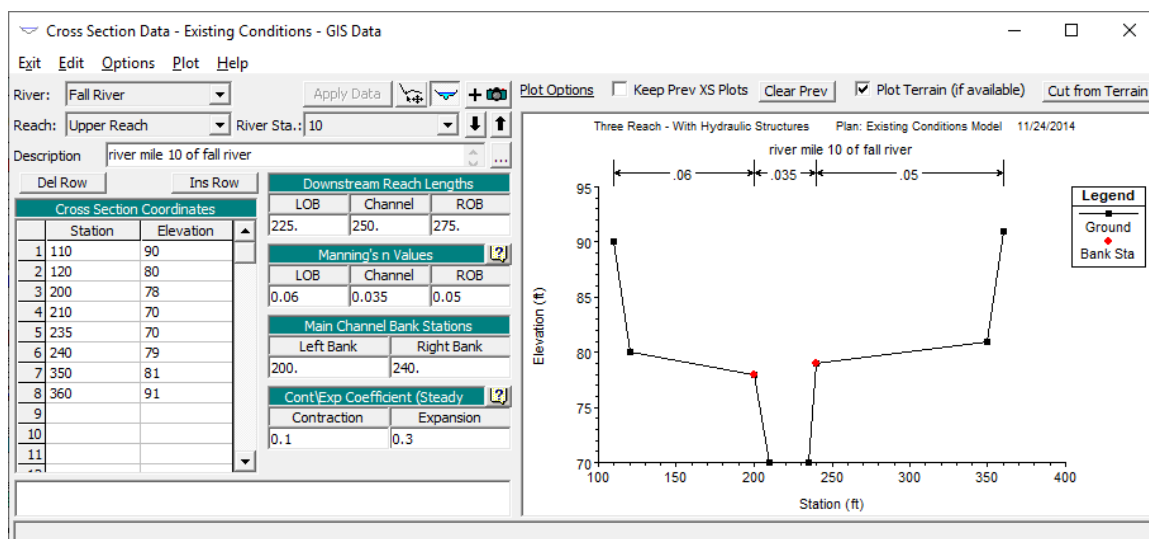 Cross Section Data - Existing Conditions - GIS Data
Exit Edit Options Plot Help
River: Fall River Apply Data
Reach: Upper Reach River Sta.: 10
Description river mile 10 of fall river ...
Del Row Ins Row
Cross Section Coordinates
Station Elevation
1 110 90
2 120 80
3 200 78
4 210 70
5 235 70
6 240 79
7 350 81
8 360 91
9
10
11
Downstream Reach Lengths
LOB Channel ROB
225. 250. 275.
Manning's n Values
LOB Channel ROB
0.06 0.035 0.05
Main Channel Bank Stations
Left Bank Right Bank
200. 240.
Cont\Exp Coefficient (Steady
Contraction Expansion
0.1 0.3
Plot Options Keep Prev XS Plots Clear Prev Plot Terrain (if available) Cut from Terrain
Three Reach - With Hydraulic Structures Plan: Existing Conditions Model 11/24/2014
river mile 10 of fall river
.06 .035 .05
95
90
85
80
75
70
Elevation (ft)
100 150 200 250 300 350 400
Station (ft)
Legend
Ground
Bank Sta